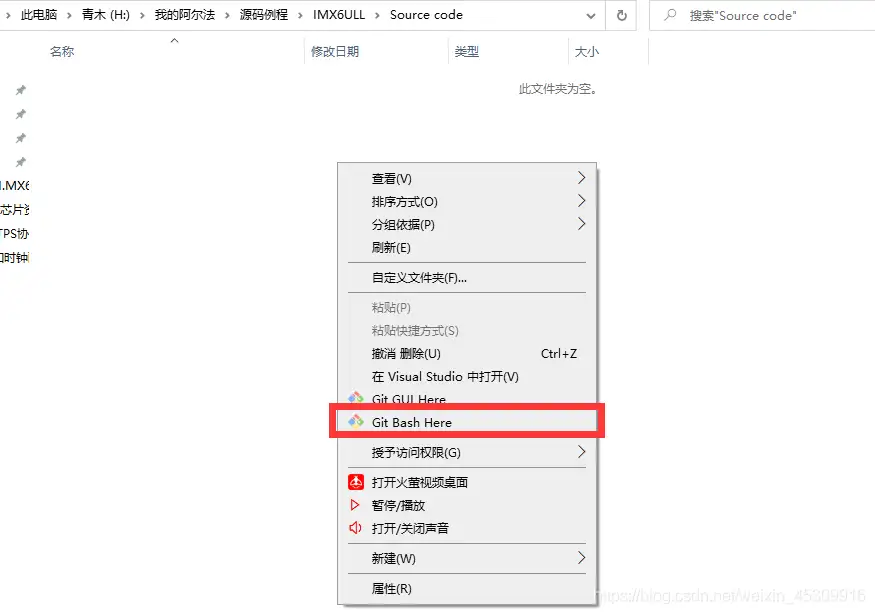 此电脑 › 青木 (H:) › 我的阿尔法 › 源码例程 › IMX6ULL › Source code
搜索"Source code"
名称 修改日期 类型 大小
此文件夹为空。
查看(V)
排序方式(O)
分组依据(P)
刷新(E)
自定义文件夹(F)...
粘贴(P)
粘贴快捷方式(S)
撤消 删除(U) Ctrl+Z
在 Visual Studio 中打开(V)
Git GUI Here
Git Bash Here
授予访问权限(G)
打开火萤视频桌面
暂停/播放
打开/关闭声音
新建(W)
属性(R)
.MX6
芯片资
TPS协
时钟
https://blog.csdn.net/weixin_45309916